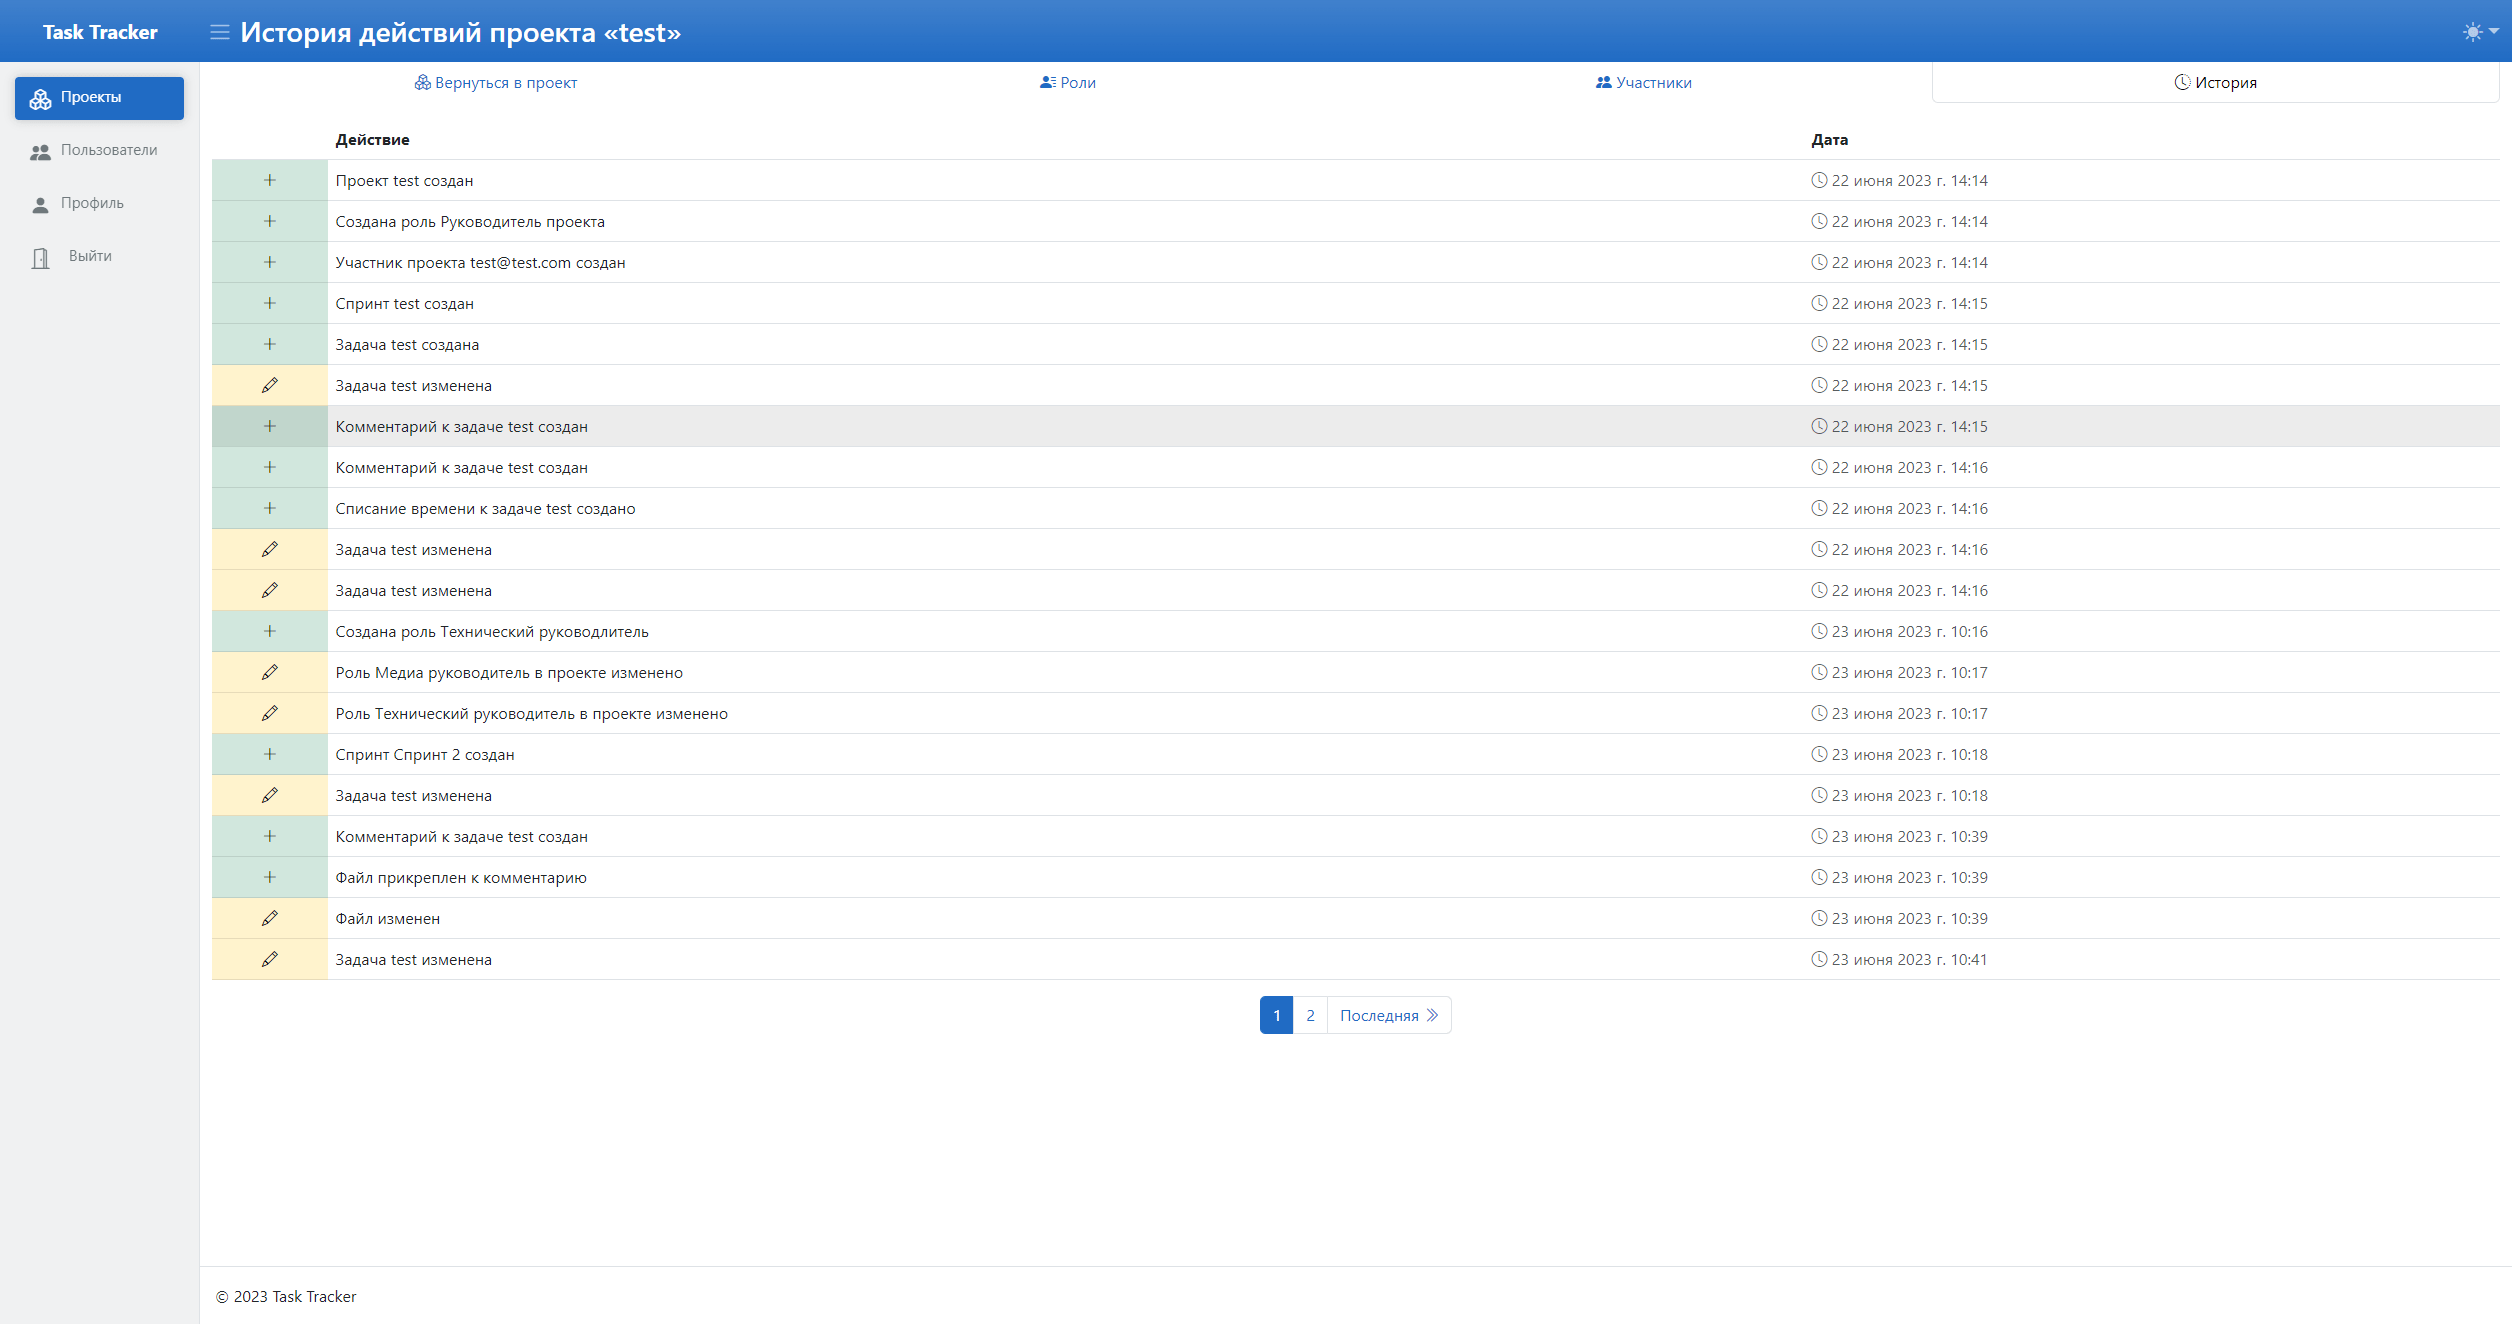 Task Tracker
История действий проекта «test»
Проекты
Пользователи
Профиль
Выйти
Вернуться в проект
Роли
Участники
История
Действие Дата
Проект test создан 22 июня 2023 г. 14:14
Создана роль Руководитель проекта 22 июня 2023 г. 14:14
Участник проекта test@test.com создан 22 июня 2023 г. 14:14
Спринт test создан 22 июня 2023 г. 14:15
Задача test создана 22 июня 2023 г. 14:15
Задача test изменена 22 июня 2023 г. 14:15
Комментарий к задаче test создан 22 июня 2023 г. 14:15
Комментарий к задаче test создан 22 июня 2023 г. 14:16
Списание времени к задаче test создано 22 июня 2023 г. 14:16
Задача test изменена 22 июня 2023 г. 14:16
Задача test изменена 22 июня 2023 г. 14:16
Создана роль Технический руководлитель 23 июня 2023 г. 10:16
Роль Медиа руководитель в проекте изменено 23 июня 2023 г. 10:17
Роль Технический руководитель в проекте изменено 23 июня 2023 г. 10:17
Спринт Спринт 2 создан 23 июня 2023 г. 10:18
Задача test изменена 23 июня 2023 г. 10:18
Комментарий к задаче test создан 23 июня 2023 г. 10:39
Файл прикреплен к комментарию 23 июня 2023 г. 10:39
Файл изменен 23 июня 2023 г. 10:39
Задача test изменена 23 июня 2023 г. 10:41
1 2 Последняя
© 2023 Task Tracker